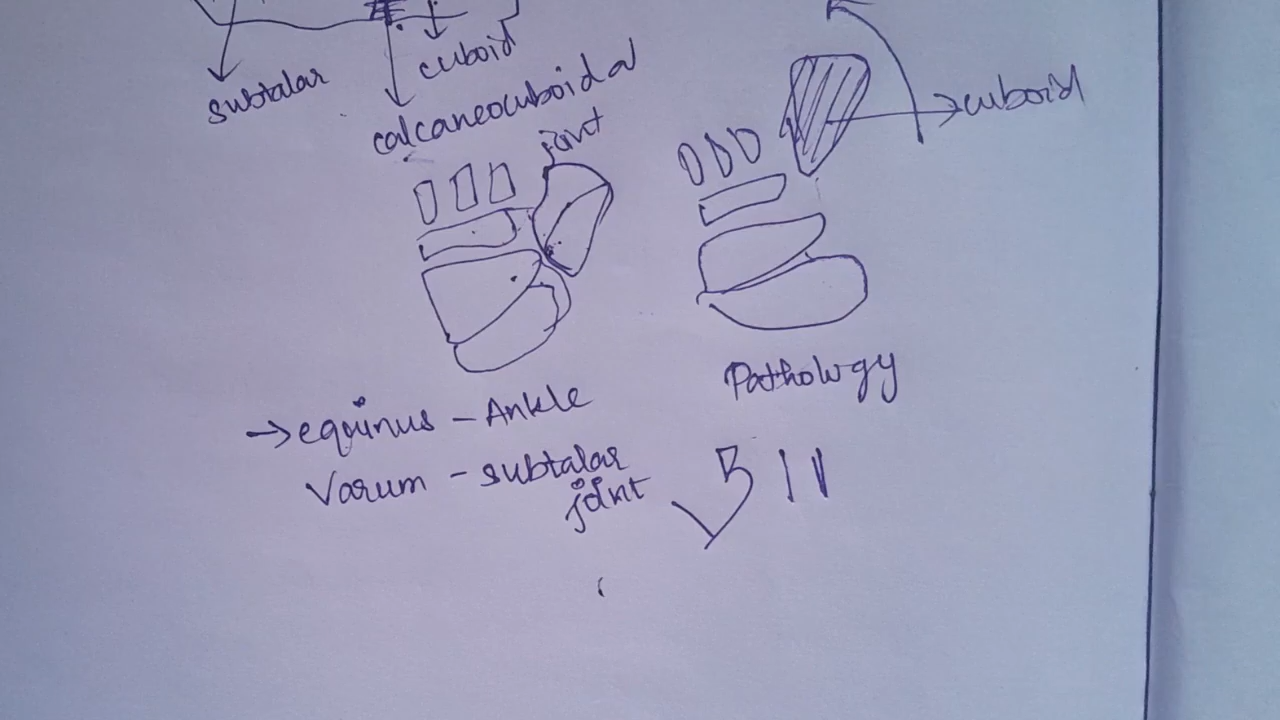 subtalar
cuboid
calcaneocuboidal
joint
cuboid
Pathology
→ equinus - Ankle
Varum - subtalar
joint